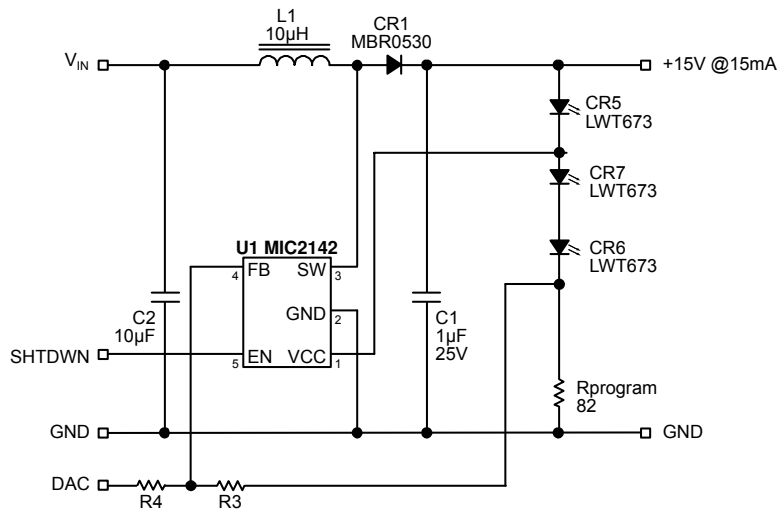 L1
10µH
CR1
MBR0530
VIN
+15V @15mA
CR5
LWT673
CR7
LWT673
U1 MIC2142
CR6
LWT673
4
FB
SW
3
GND
2
C2
10µF
C1
1µF
25V
SHTDWN
5
EN
VCC
1
Rprogram
82
GND
GND
DAC
R4
R3